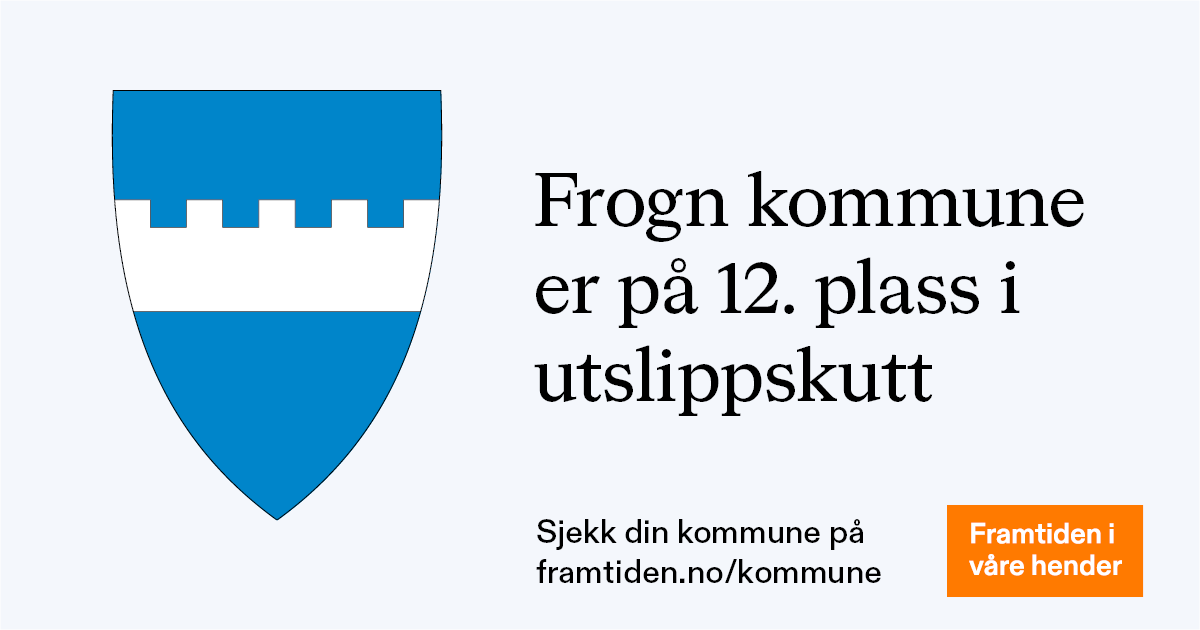 Frogn kommune
er på 12. plass i
utslippskutt
Sjekk din kommune på
framtiden.no/kommune
Framtiden i
våre hender